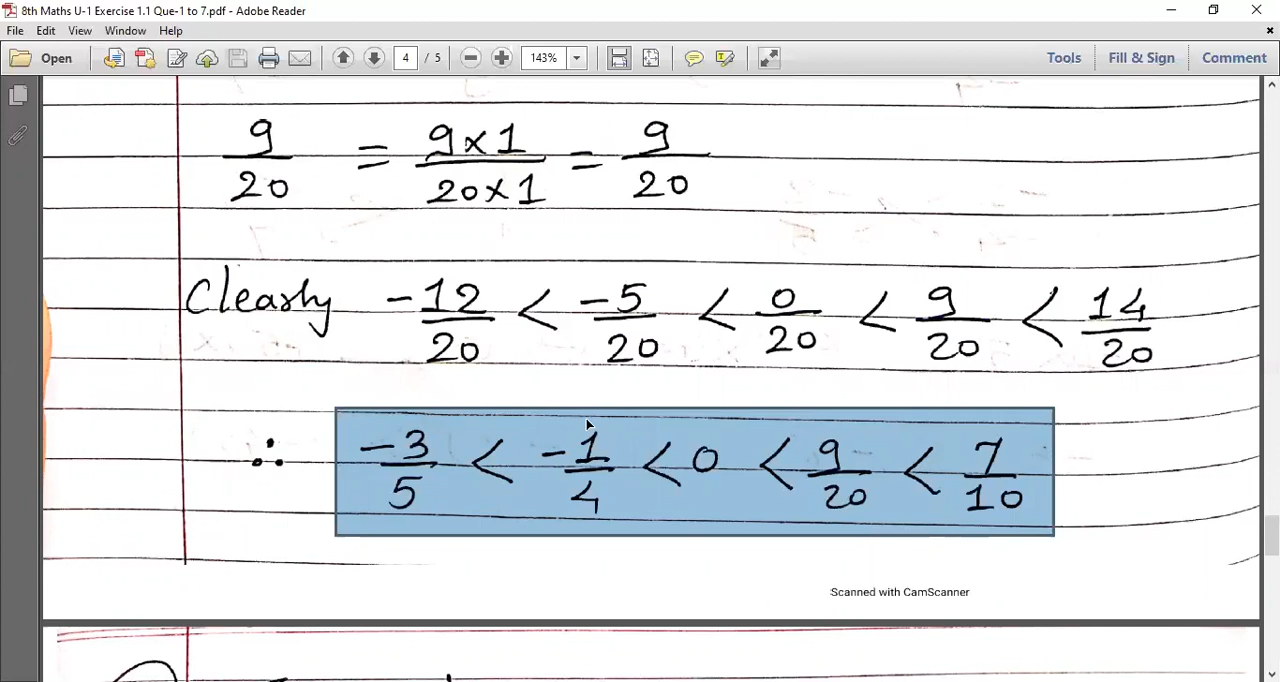 8th Maths U-1 Exercise 1.1 Que-1 to 7.pdf - Adobe Reader
File Edit View Window Help
Open 4 / 5 143% Tools Fill & Sign Comment
9/20 = 9×1/20×1 = 9/20
Clearly -12/20 < -5/20 < 0/20 < 9/20 < 14/20
∴ -3/5 < -1/4 < 0 < 9/20 < 7/10
Scanned with CamScanner